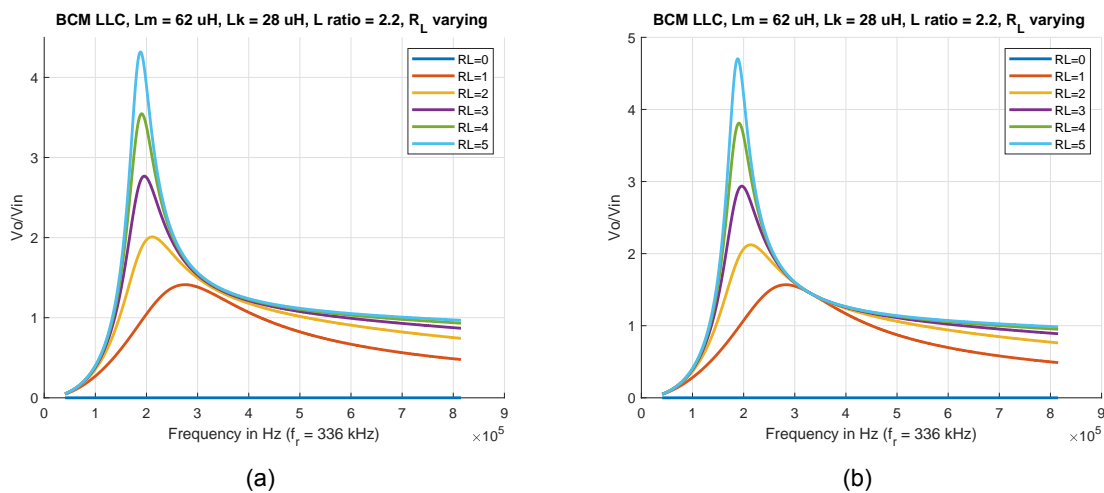 BCM LLC, Lm = 62 uH, Lk = 28 uH, L ratio = 2.2, R_L varying
Vo/Vin
4
3
2
1
0
RL=0
RL=1
RL=2
RL=3
RL=4
RL=5
0 1 2 3 4 5 6 7 8 9
Frequency in Hz (f_r = 336 kHz)
×10^5
(a)
BCM LLC, Lm = 62 uH, Lk = 28 uH, L ratio = 2.2, R_L varying
Vo/Vin
5
4
3
2
1
0
RL=0
RL=1
RL=2
RL=3
RL=4
RL=5
0 1 2 3 4 5 6 7 8 9
Frequency in Hz (f_r = 336 kHz)
×10^5
(b)